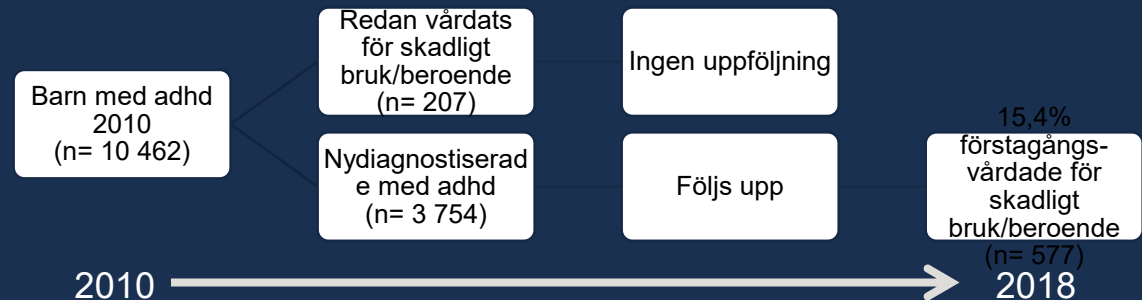 Barn med adhd
2010
(n= 10 462)
Redan vårdats
för skadligt
bruk/beroende
(n= 207)
Ingen uppföljning
Nydiagnostiserad
e med adhd
(n= 3 754)
Följs upp
15,4%
förstagångs-
vårdade för
skadligt
bruk/beroende
(n= 577)
2010
2018